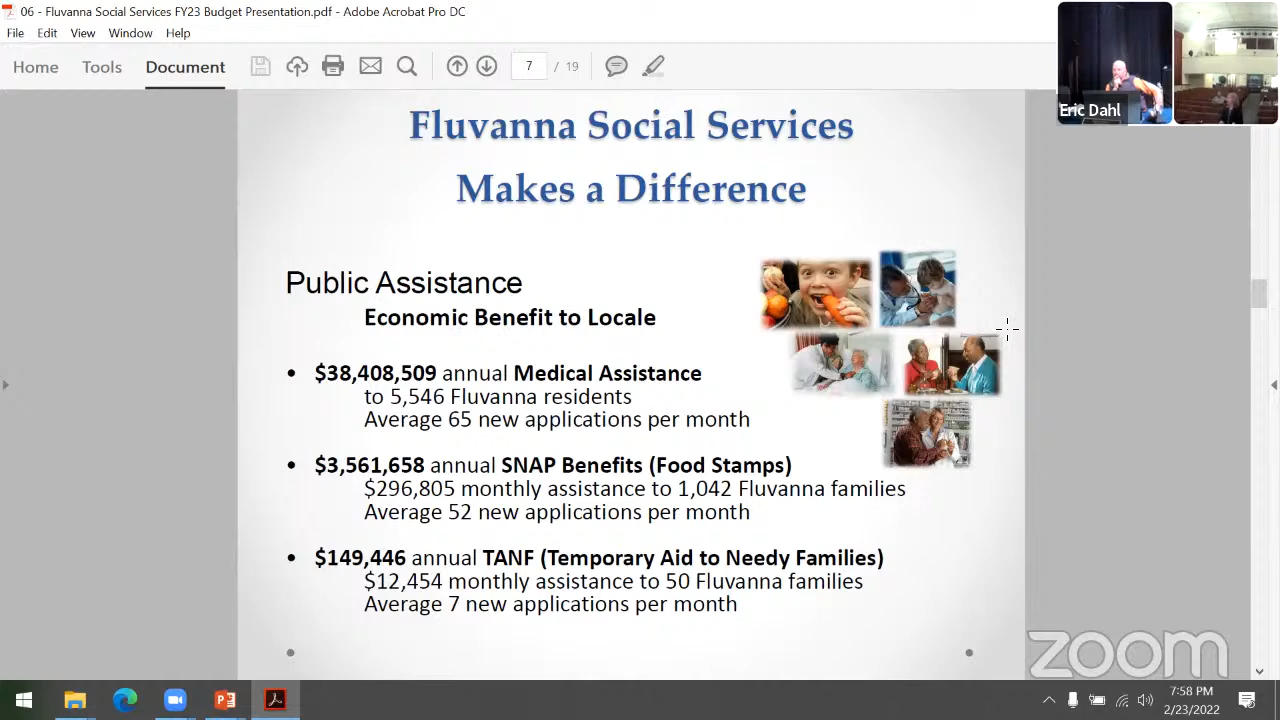 06 - Fluvanna Social Services FY23 Budget Presentation.pdf - Adobe Acrobat Pro DC
File Edit View Window Help
Home Tools Document 7 / 19
Eric Dahl
Fluvanna Social Services
Makes a Difference
Public Assistance
Economic Benefit to Locale
• $38,408,509 annual Medical Assistance
to 5,546 Fluvanna residents
Average 65 new applications per month
• $3,561,658 annual SNAP Benefits (Food Stamps)
$296,805 monthly assistance to 1,042 Fluvanna families
Average 52 new applications per month
• $149,446 annual TANF (Temporary Aid to Needy Families)
$12,454 monthly assistance to 50 Fluvanna families
Average 7 new applications per month
zoom
7:58 PM
2/23/2022